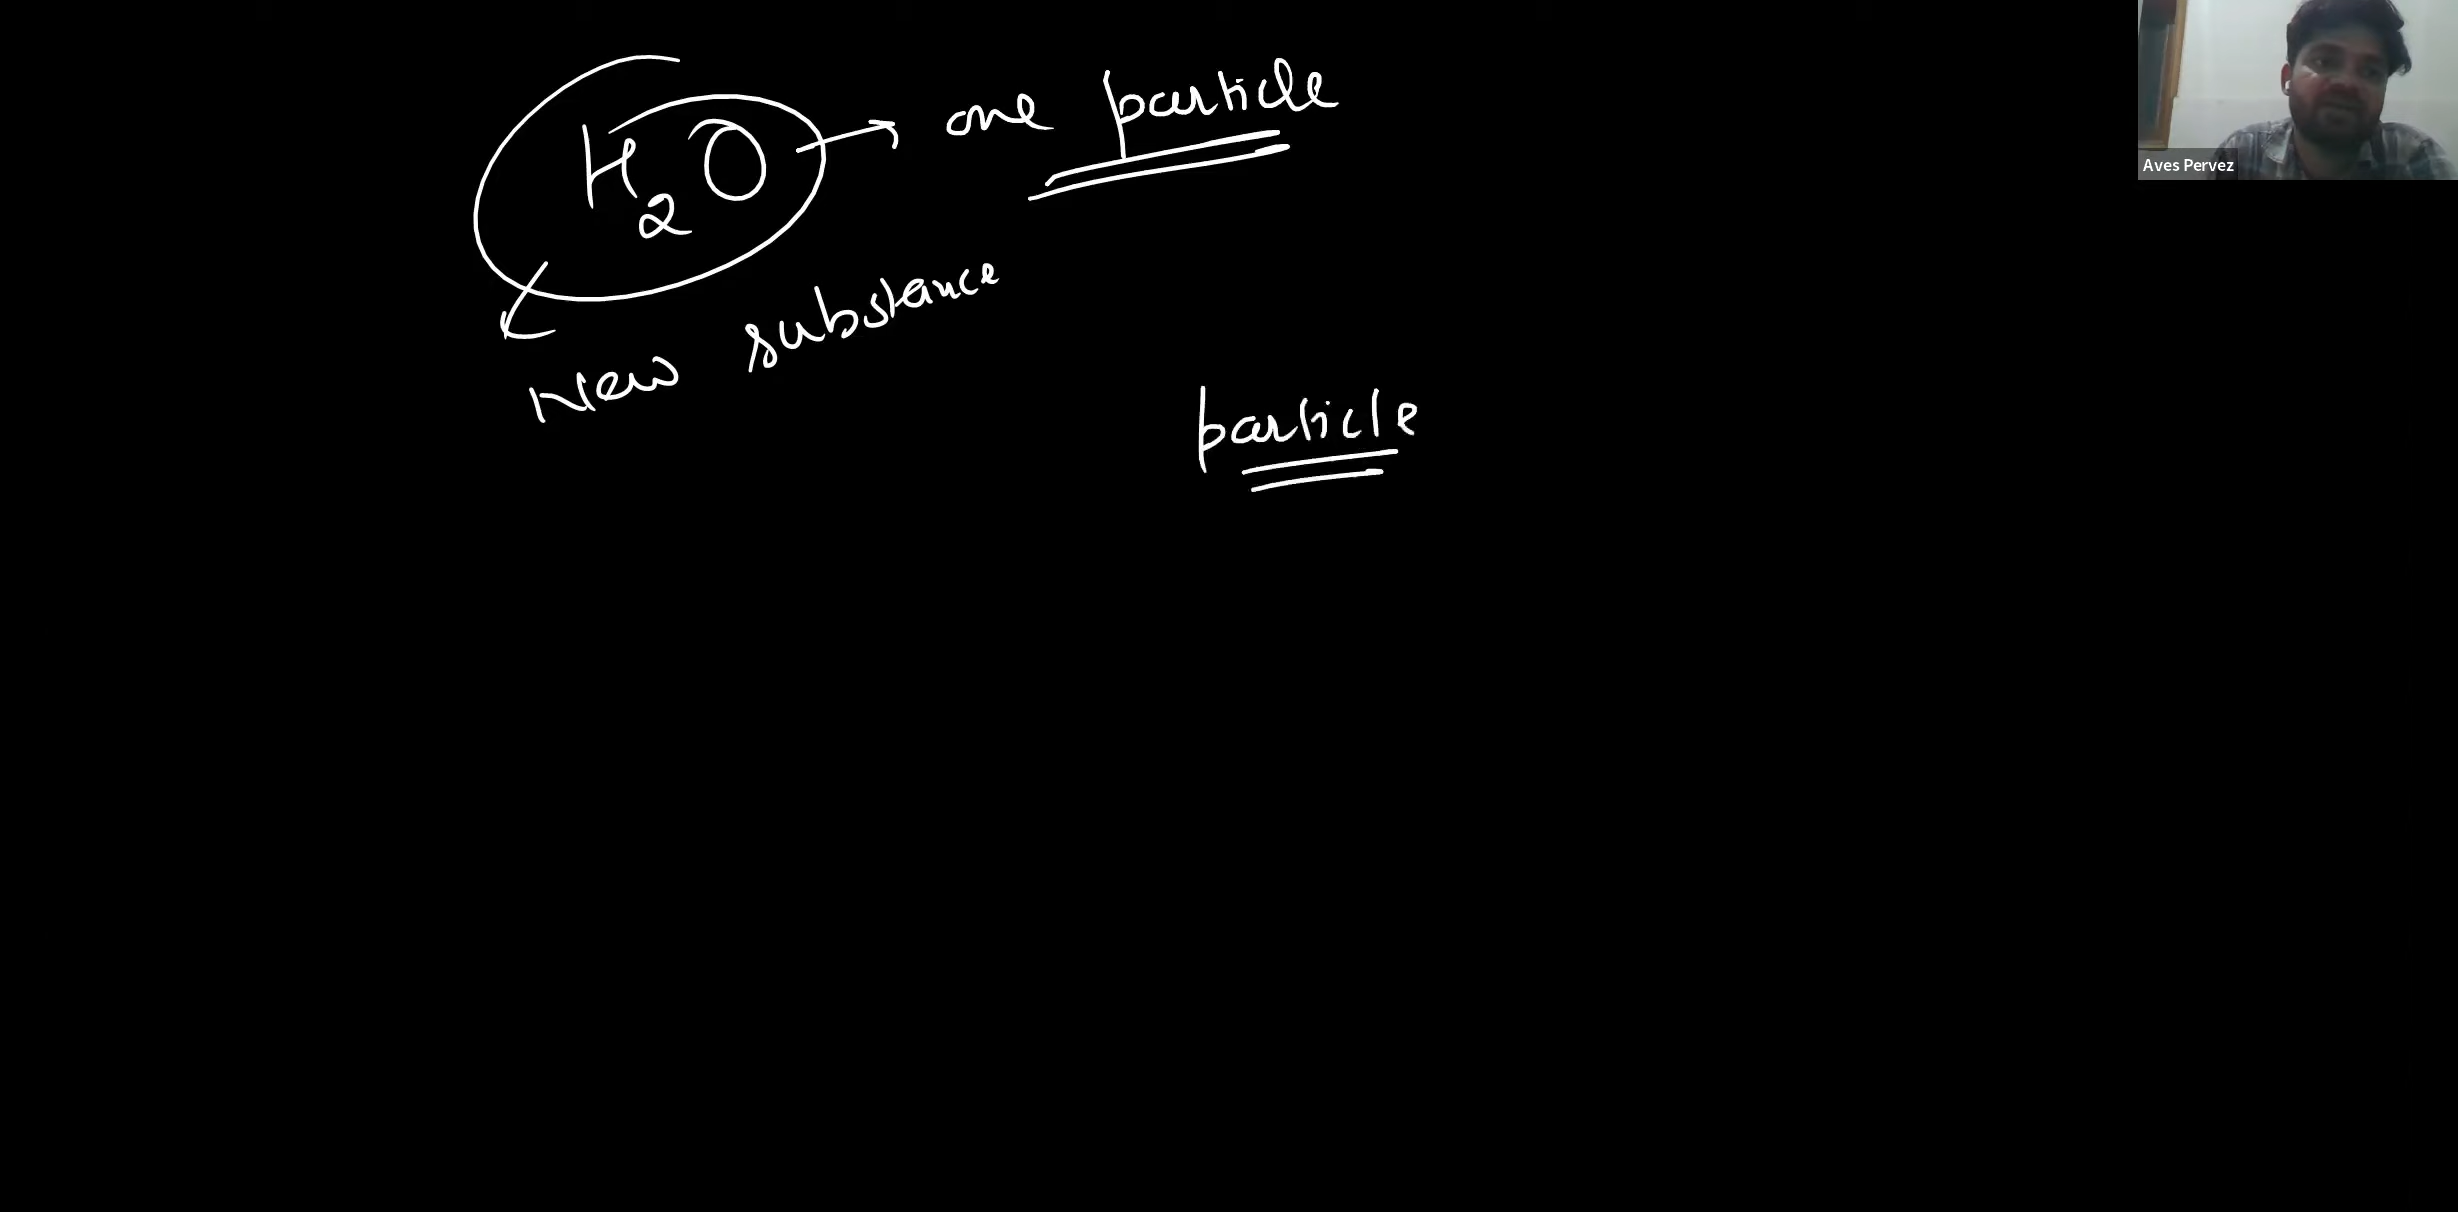 H₂O → one particle
New substance
particle
Aves Pervez